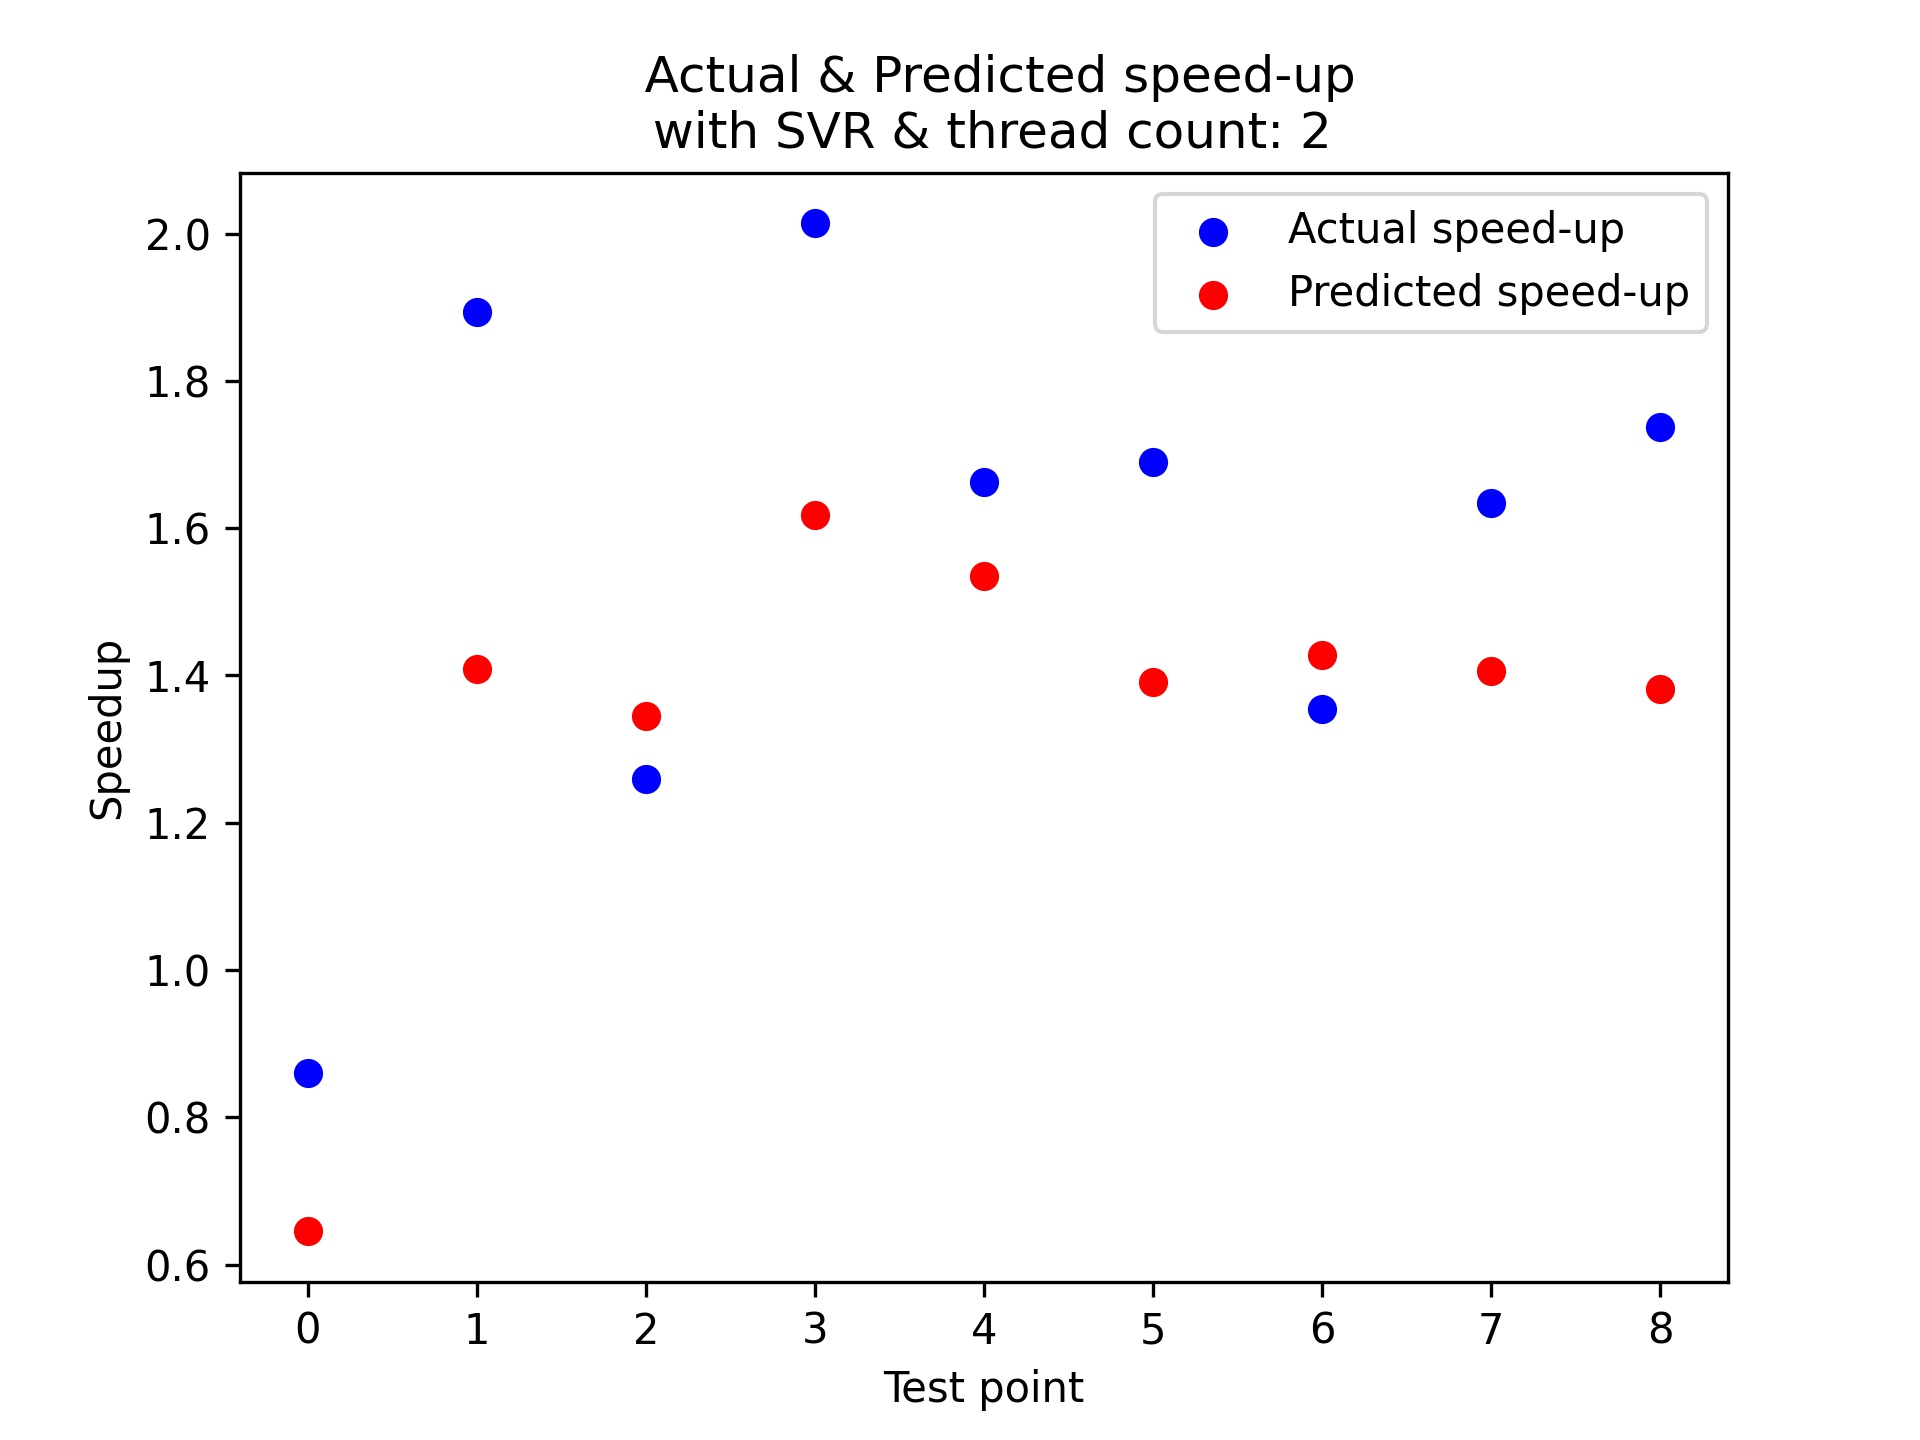 Actual & Predicted speed-up
with SVR & thread count: 2
Actual speed-up
Predicted speed-up
Speedup
2.0
1.8
1.6
1.4
1.2
1.0
0.8
0.6
0 1 2 3 4 5 6 7 8
Test point